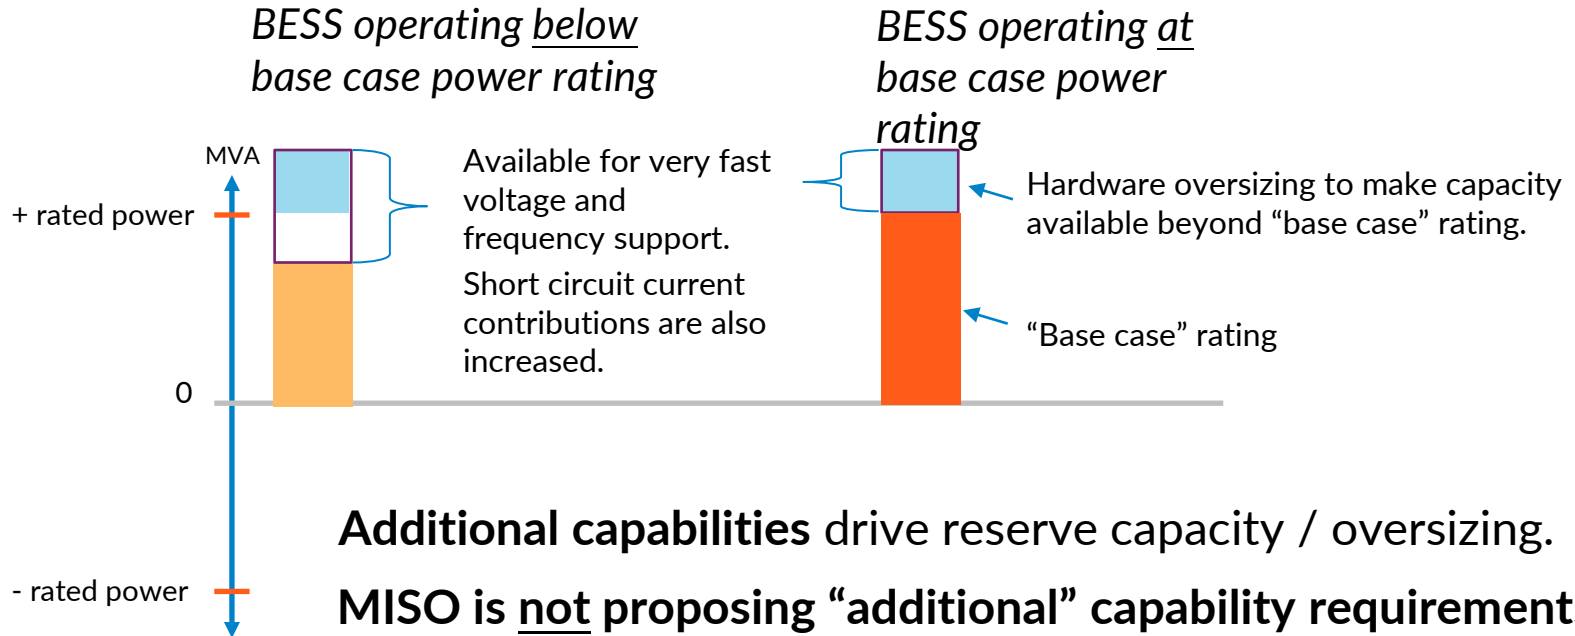 BESS operating below
base case power rating
BESS operating at
base case power
rating
MVA
+ rated power
0
- rated power
Available for very fast
voltage and
frequency support.
Short circuit current
contributions are also
increased.
Hardware oversizing to make capacity
available beyond “base case” rating.
“Base case” rating
Additional capabilities drive reserve capacity / oversizing.
MISO is not proposing “additional” capability requirement